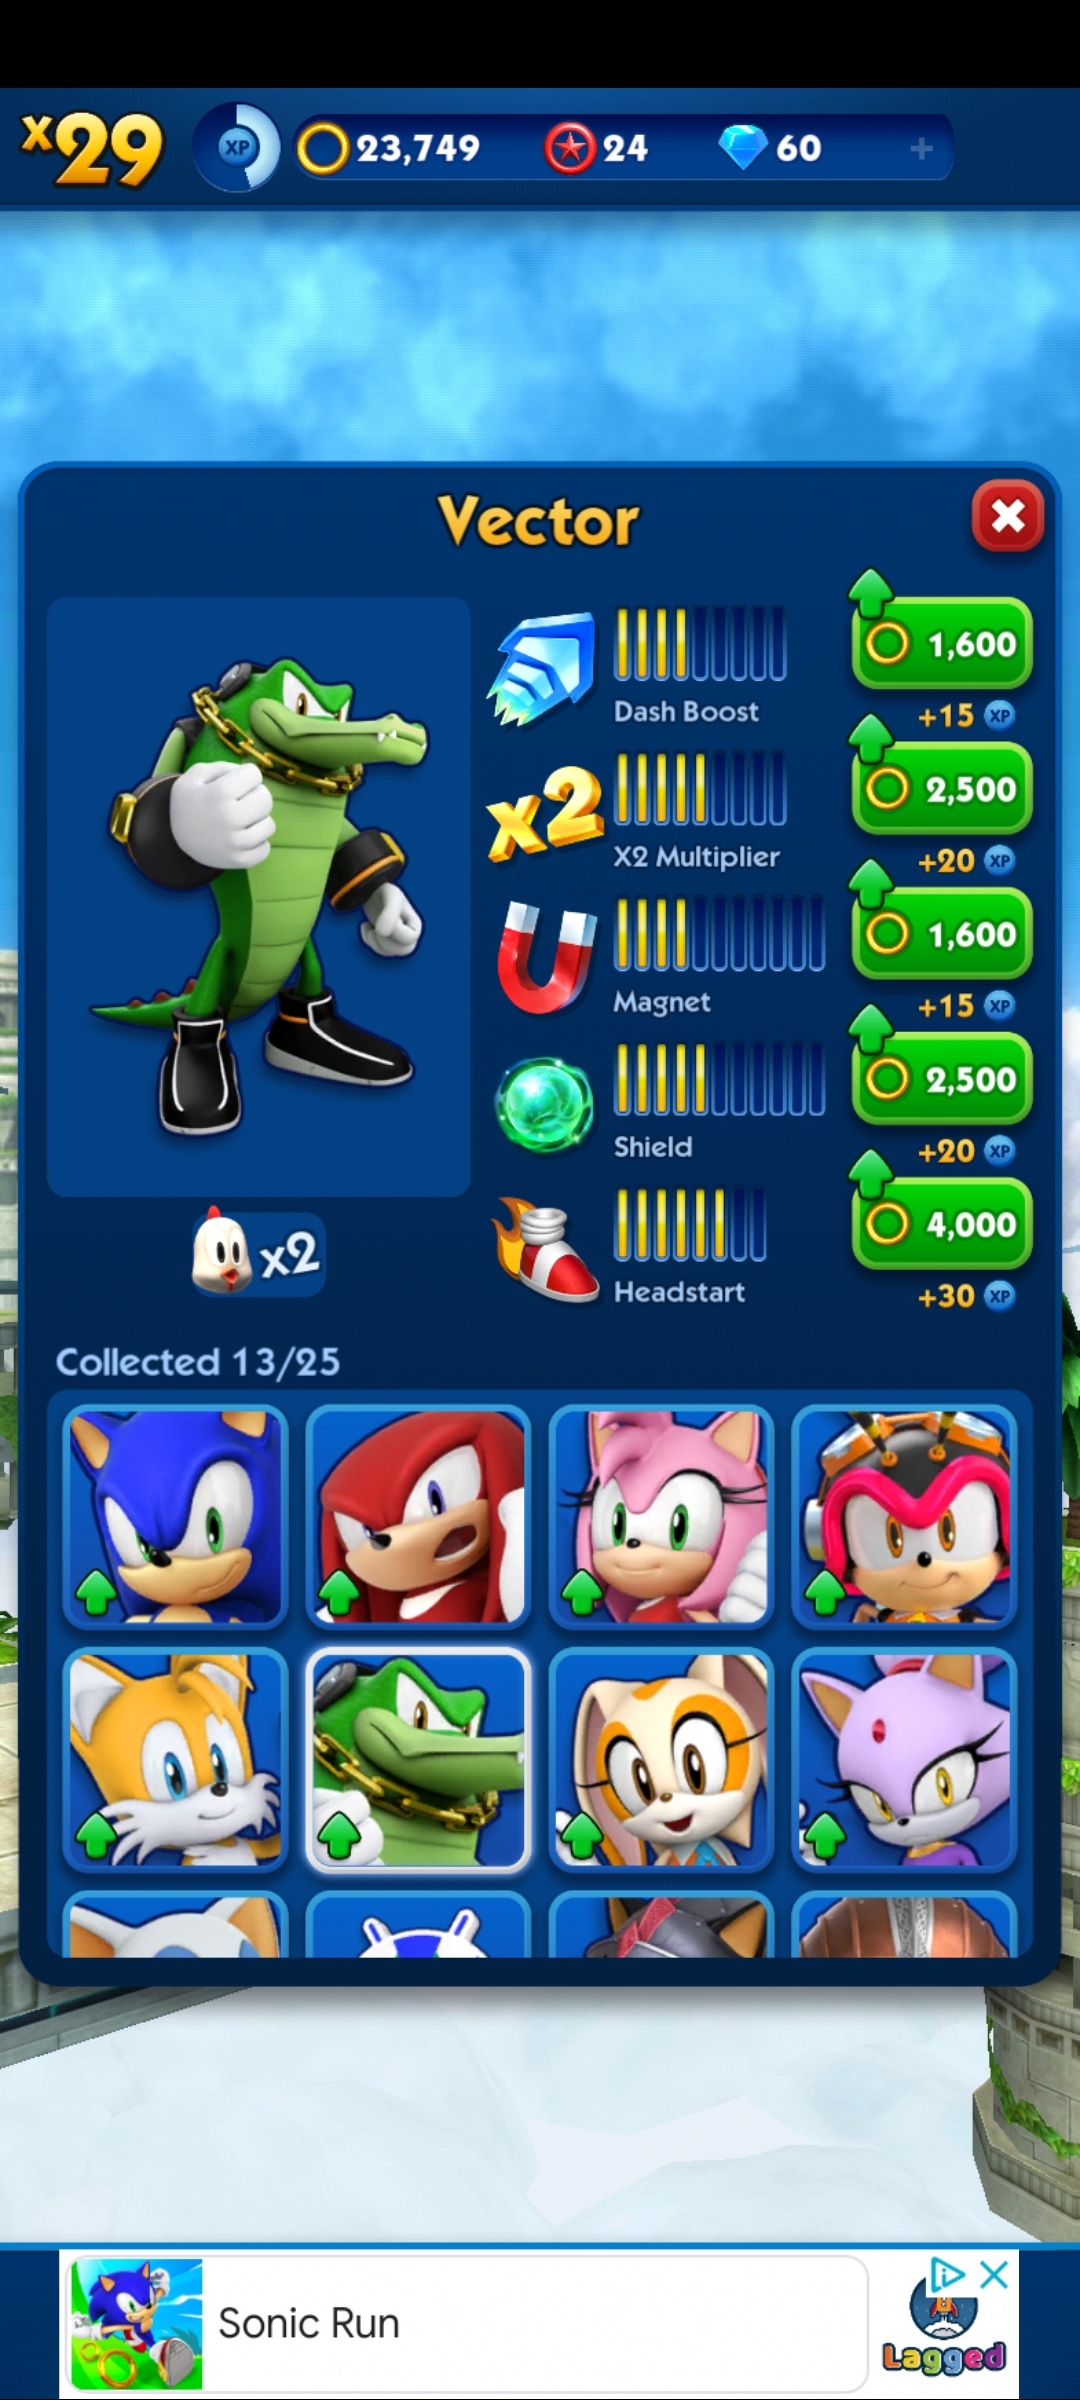 x29 XP 23,749 24 60 +
Vector
1,600
Dash Boost +15 XP
x2 2,500
X2 Multiplier +20 XP
1,600
Magnet +15 XP
2,500
Shield +20 XP
x2 4,000
Headstart +30 XP
Collected 13/25
Sonic Run
Lagged